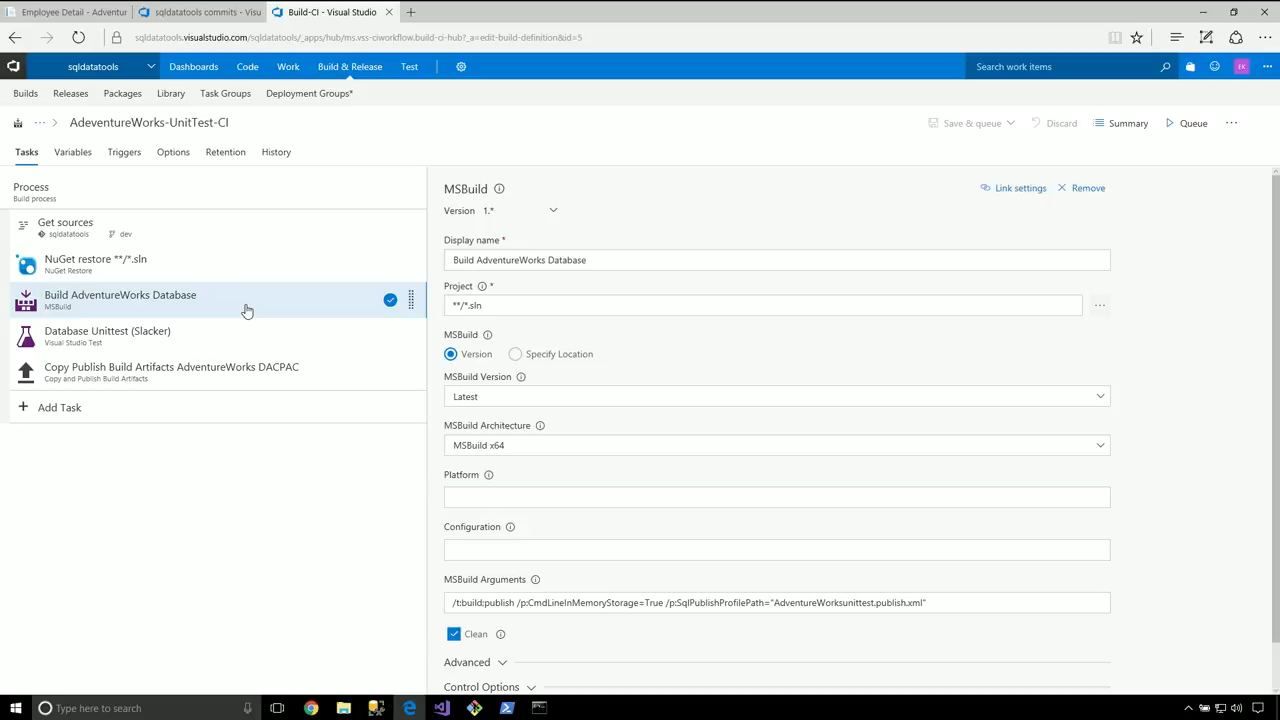 Employee Detail - Adventur
sqldatatools commits - Visu
Build-CI - Visual Studio
sqldatatools.visualstudio.com/sqldatatools/_apps/hub/ms.vss-ciworkflow.build-ci-hub?_a=edit-build-definition&id=5
sqldatatools
Dashboards
Code
Work
Build & Release
Test
Search work items
EK
Builds
Releases
Packages
Library
Task Groups
Deployment Groups*
AdeventureWorks-UnitTest-CI
Save & queue
Discard
Summary
Queue
Tasks
Variables
Triggers
Options
Retention
History
Process
Build process
Get sources
sqldatatools
dev
NuGet restore **/*.sln
NuGet Restore
Build AdventureWorks Database
MSBuild
Database Unittest (Slacker)
Visual Studio Test
Copy Publish Build Artifacts AdventureWorks DACPAC
Copy and Publish Build Artifacts
Add Task
MSBuild
Link settings
Remove
Version 1.*
Display name *
Build AdventureWorks Database
Project *
**/*.sln
MSBuild
Version
Specify Location
MSBuild Version
Latest
MSBuild Architecture
MSBuild x64
Platform
Configuration
MSBuild Arguments
/t:build;publish /p:CmdLineInMemoryStorage=True /p:SqlPublishProfilePath="AdventureWorksunittest.publish.xml"
Clean
Advanced
Control Options
Type here to search